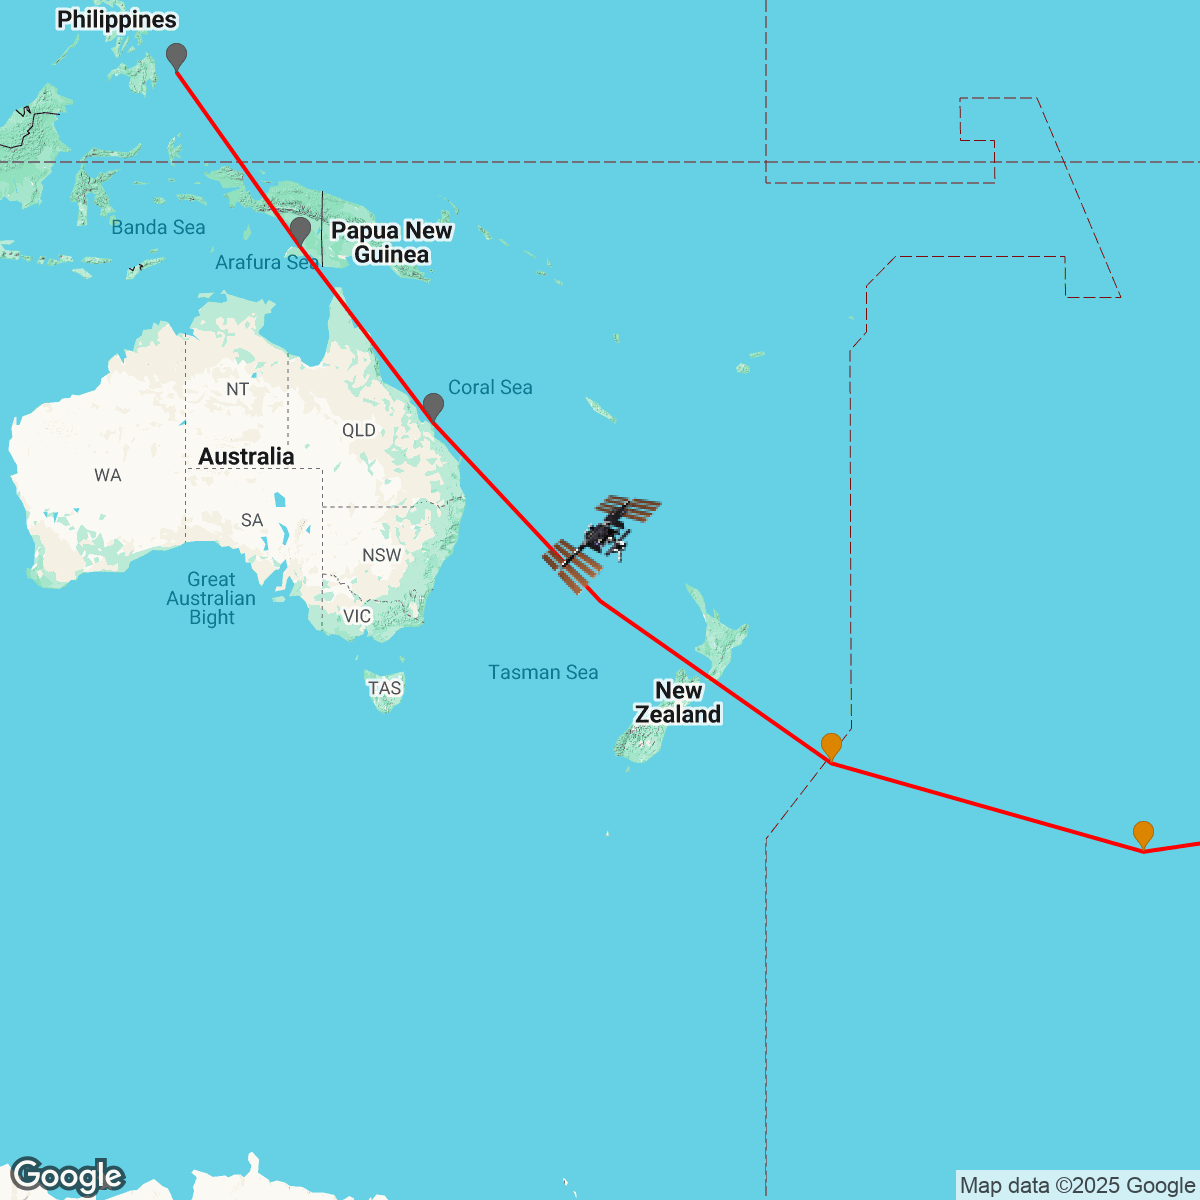 Philippines
Banda Sea
Papua New
Guinea
Arafura Sea
Coral Sea
NT
QLD
Australia
WA
SA
NSW
Great
Australian
Bight
VIC
Tasman Sea
TAS
New
Zealand
Google
Map data ©2025 Google